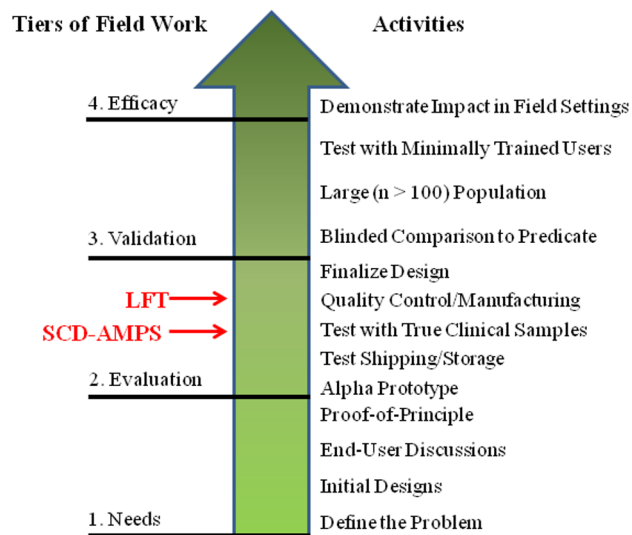 Tiers of Field Work
Activities
4. Efficacy
Demonstrate Impact in Field Settings
Test with Minimally Trained Users
Large (n > 100) Population
3. Validation
Blinded Comparison to Predicate
Finalize Design
LFT
Quality Control/Manufacturing
SCD-AMPS
Test with True Clinical Samples
Test Shipping/Storage
2. Evaluation
Alpha Prototype
Proof-of-Principle
End-User Discussions
Initial Designs
1. Needs
Define the Problem